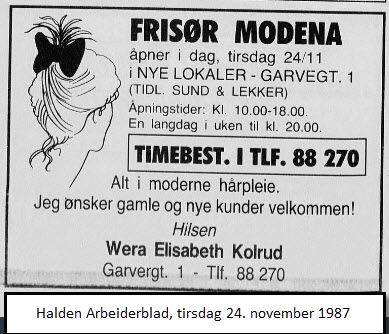 FRISØR MODENA
åpner i dag, tirsdag 24/11
i NYE LOKALER - GARVEGT. 1
(TIDL. SUND & LEKKER)
Åpningstider: Kl. 10.00-18.00.
En langdag i uken til kl. 20.00.
TIMEBEST. I TLF. 88 270
Alt i moderne hårpleie.
Jeg ønsker gamle og nye kunder velkommen!
Hilsen
Wera Elisabeth Kolrud
Garvergt. 1 - Tlf. 88 270
Halden Arbeiderblad, tirsdag 24. november 1987